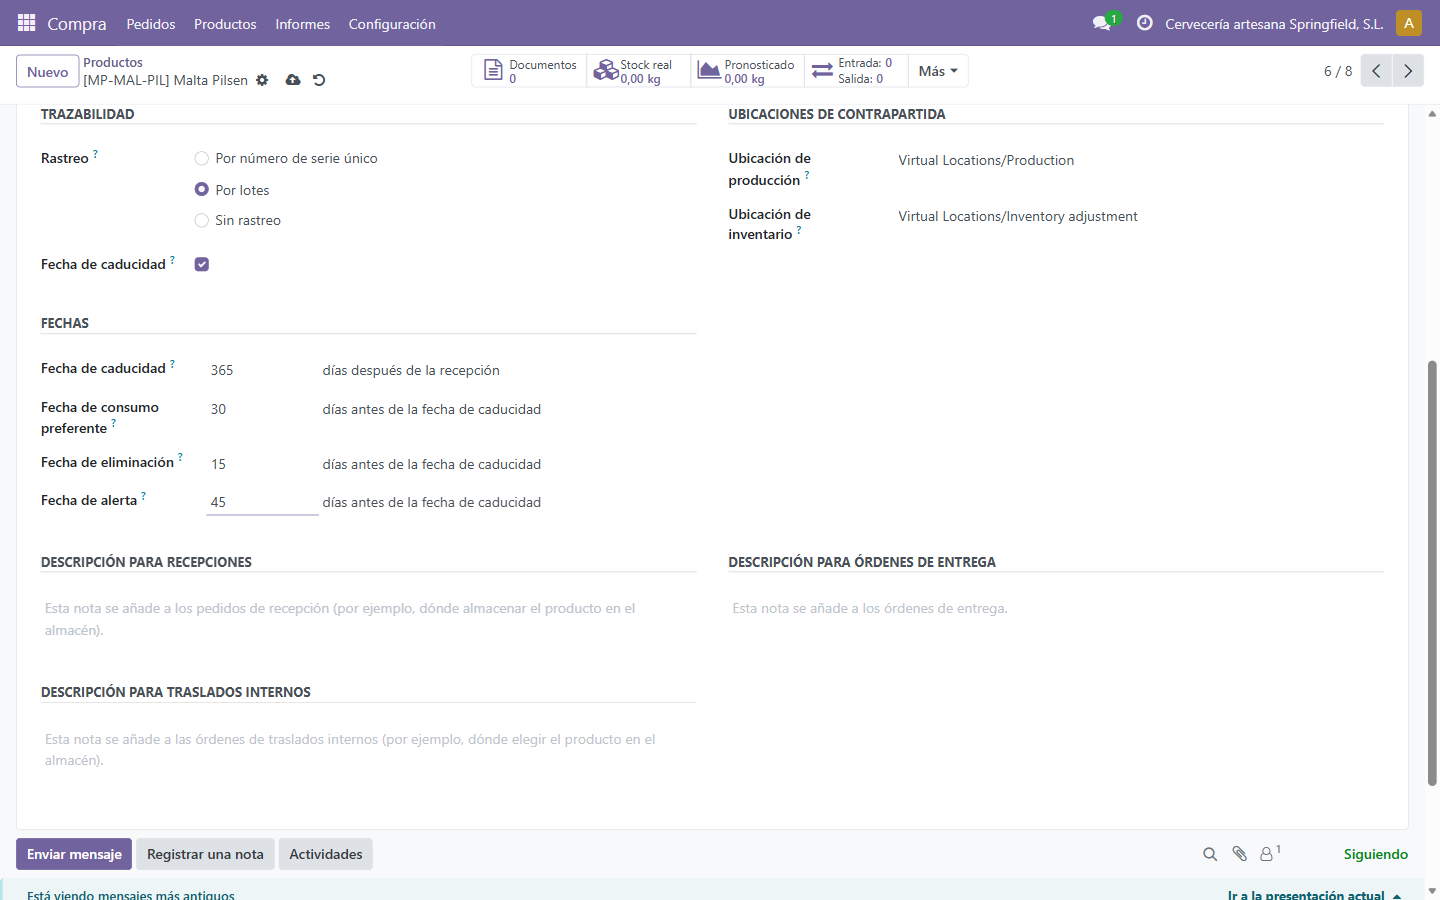 Compra Pedidos Productos Informes Configuración 1 Cervecería artesana Springfield, S.L. A
Nuevo
Productos
[MP-MAL-PIL] Malta Pilsen
Documentos
0
Stock real
0,00 kg
Pronosticado
0,00 kg
Entrada: 0
Salida: 0
Más
6 / 8
TRAZABILIDAD
Rastreo ?
Por número de serie único
Por lotes
Sin rastreo
Fecha de caducidad ?
UBICACIONES DE CONTRAPARTIDA
Ubicación de
producción ?
Virtual Locations/Production
Ubicación de
inventario ?
Virtual Locations/Inventory adjustment
FECHAS
Fecha de caducidad ? 365 días después de la recepción
Fecha de consumo
preferente ?
30 días antes de la fecha de caducidad
Fecha de eliminación ? 15 días antes de la fecha de caducidad
Fecha de alerta ? 45 días antes de la fecha de caducidad
DESCRIPCIÓN PARA RECEPCIONES
Esta nota se añade a los pedidos de recepción (por ejemplo, dónde almacenar el producto en el
almacén).
DESCRIPCIÓN PARA ÓRDENES DE ENTREGA
Esta nota se añade a los órdenes de entrega.
DESCRIPCIÓN PARA TRASLADOS INTERNOS
Esta nota se añade a las órdenes de traslados internos (por ejemplo, dónde elegir el producto en el
almacén).
Enviar mensaje Registrar una nota Actividades 1 Siguiendo
Está viendo mensajes más antiguos Ir a la presentación actual